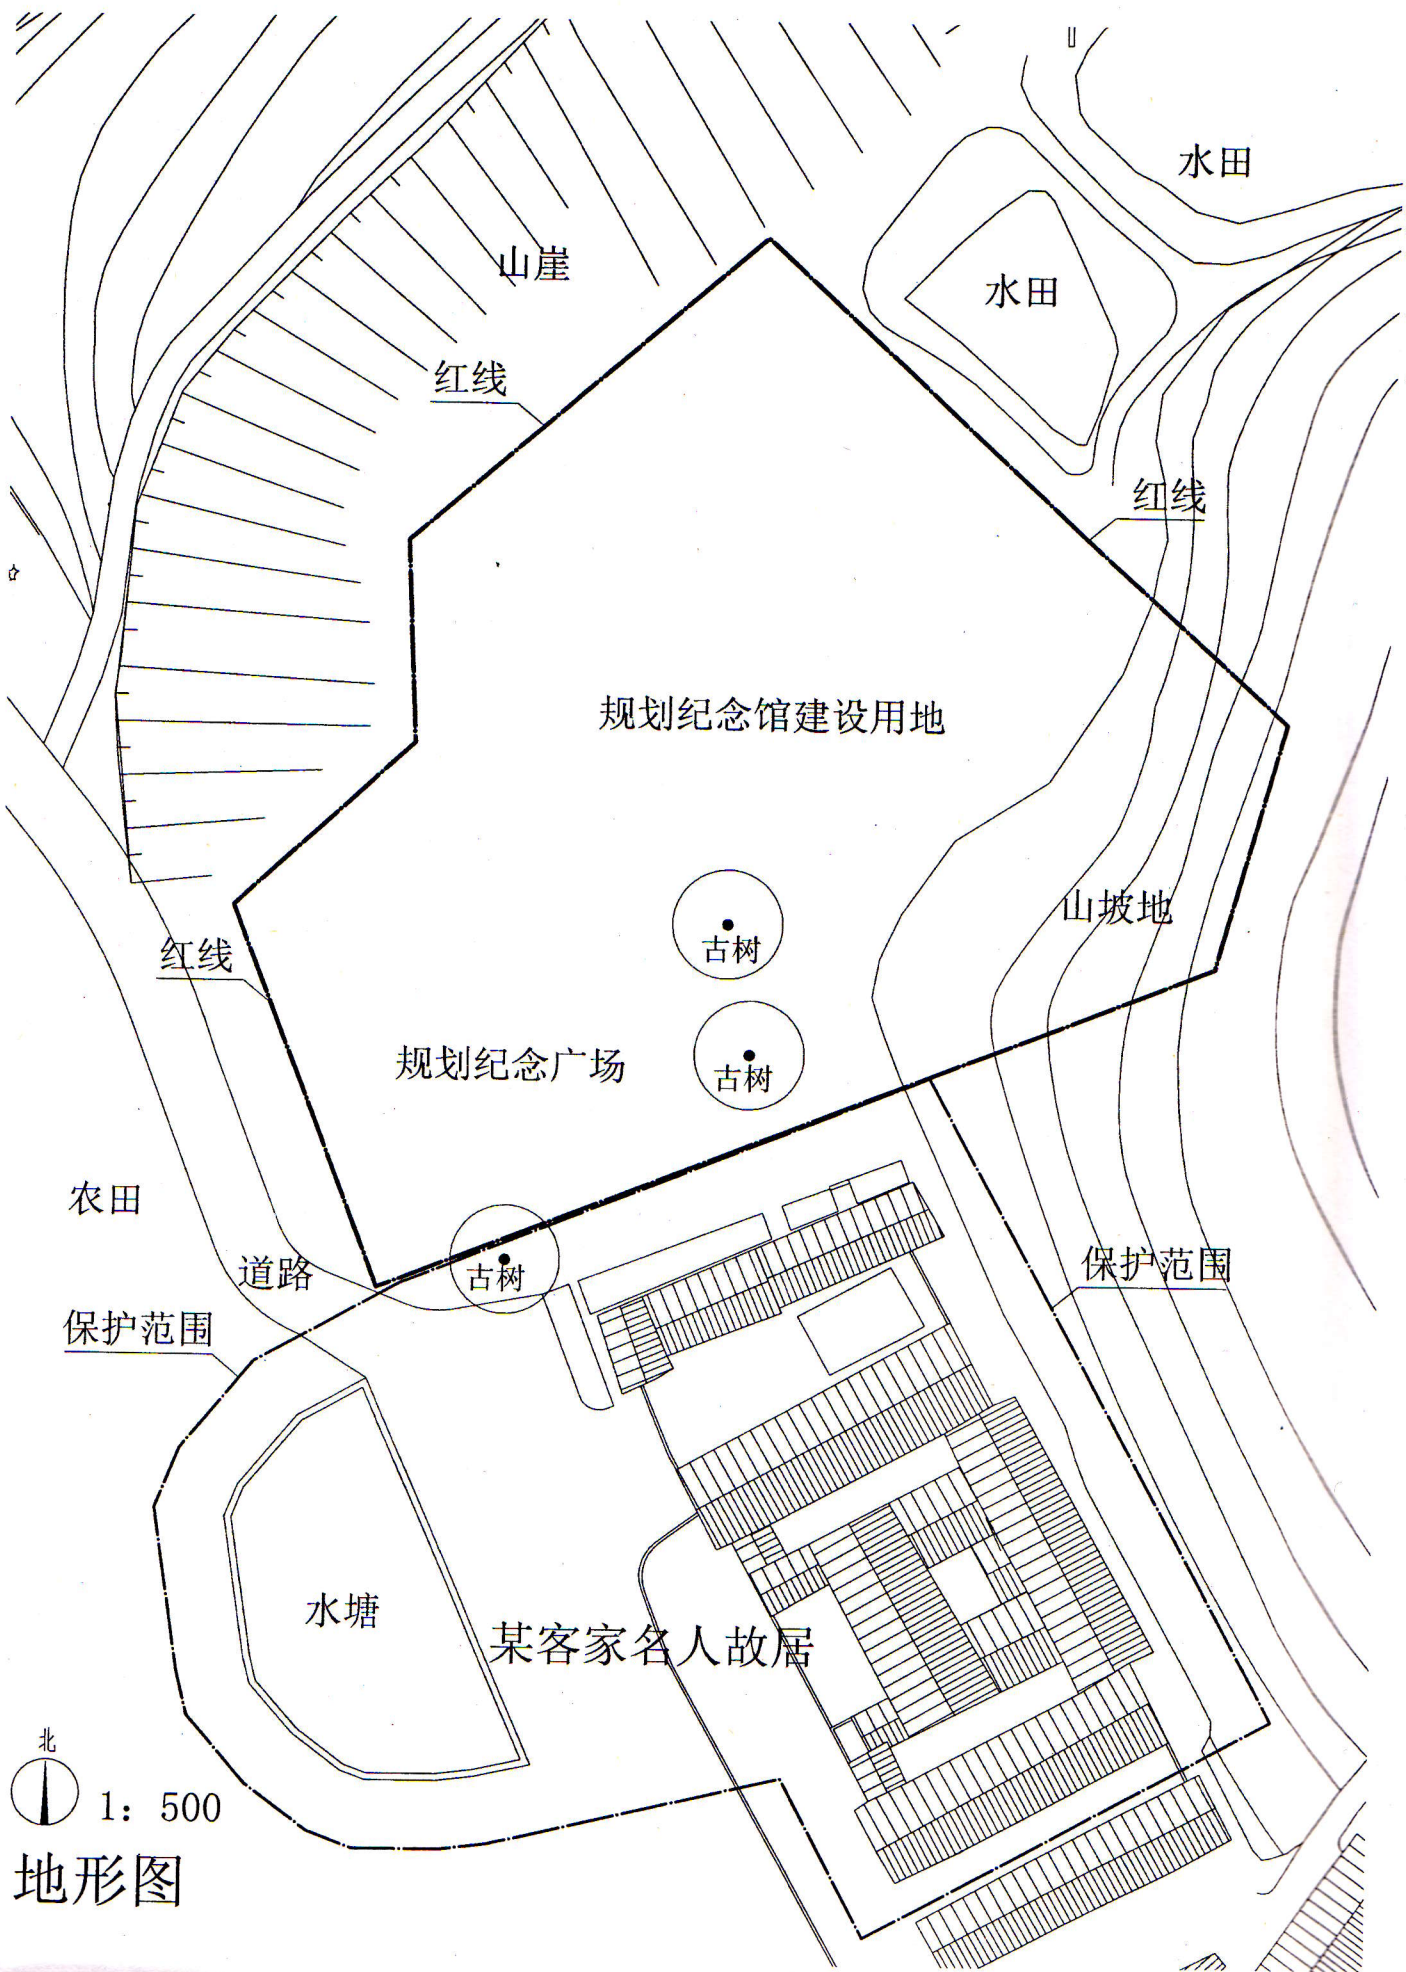 水田
山崖
水田
红线
红线
规划纪念馆建设用地
山坡地
古树
红线
规划纪念广场
古树
农田
道路
古树
保护范围
保护范围
水塘
某客家名人故居
北
1: 500
地形图